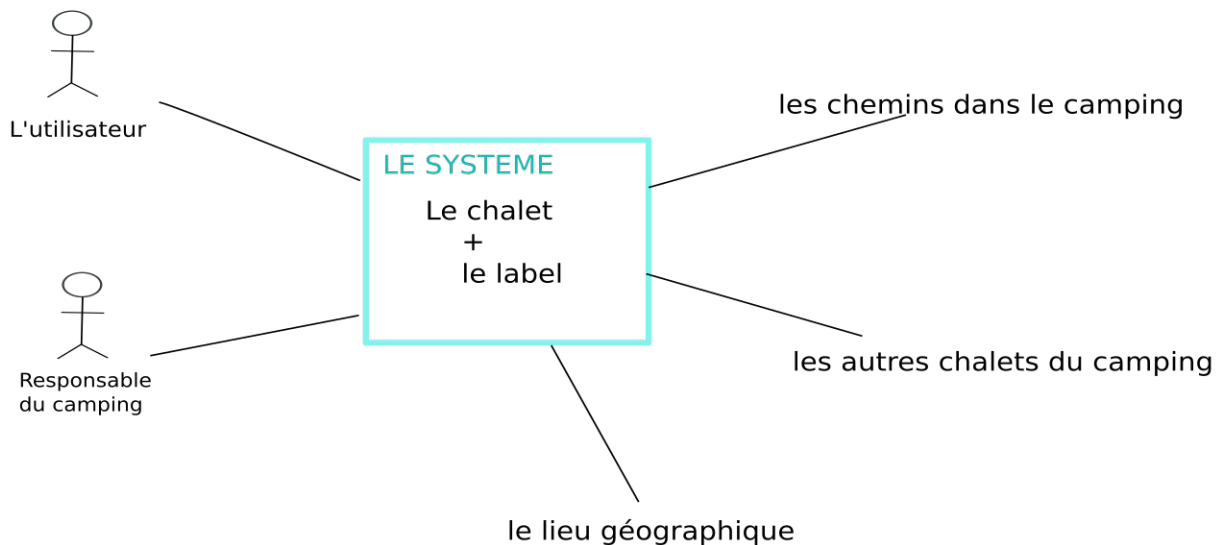 L'utilisateur
les chemins dans le camping
LE SYSTEME
Le chalet
+
le label
Responsable
du camping
les autres chalets du camping
le lieu géographique